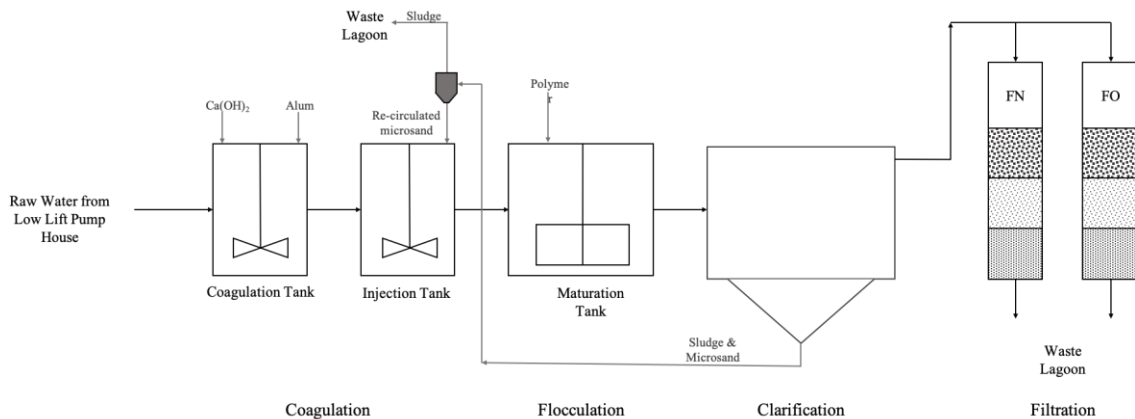 Waste
Lagoon
Sludge
Ca(OH)₂
Alum
Re-circulated
microsand
Polyme
r
FN
FO
Raw Water from
Low Lift Pump
House
Coagulation Tank
Injection Tank
Maturation
Tank
Sludge &
Microsand
Waste
Lagoon
Coagulation
Flocculation
Clarification
Filtration